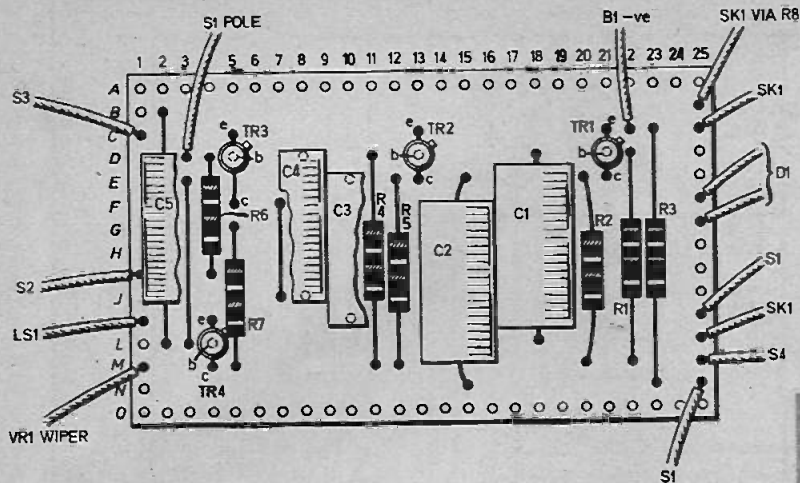 S1 POLE
B1 -ve
SK1 VIA R8
1 2 3 5 6 7 8 9 10 11 12 13 14 15 16 17 18 19 20 21 22 23 24 25
A
S3
B
SK1
C
e
TR3
e
TR2
TR1
e
D
b
b
b
C4
D1
E
c
c
c
C5
C3
R4
R5
C1
F
R6
R2
R3
G
C2
H
S1
S2
J
R1
R7
LS1
e
SK1
L
b
S4
M
c
TR4
N
O
VR1 WIPER
S1